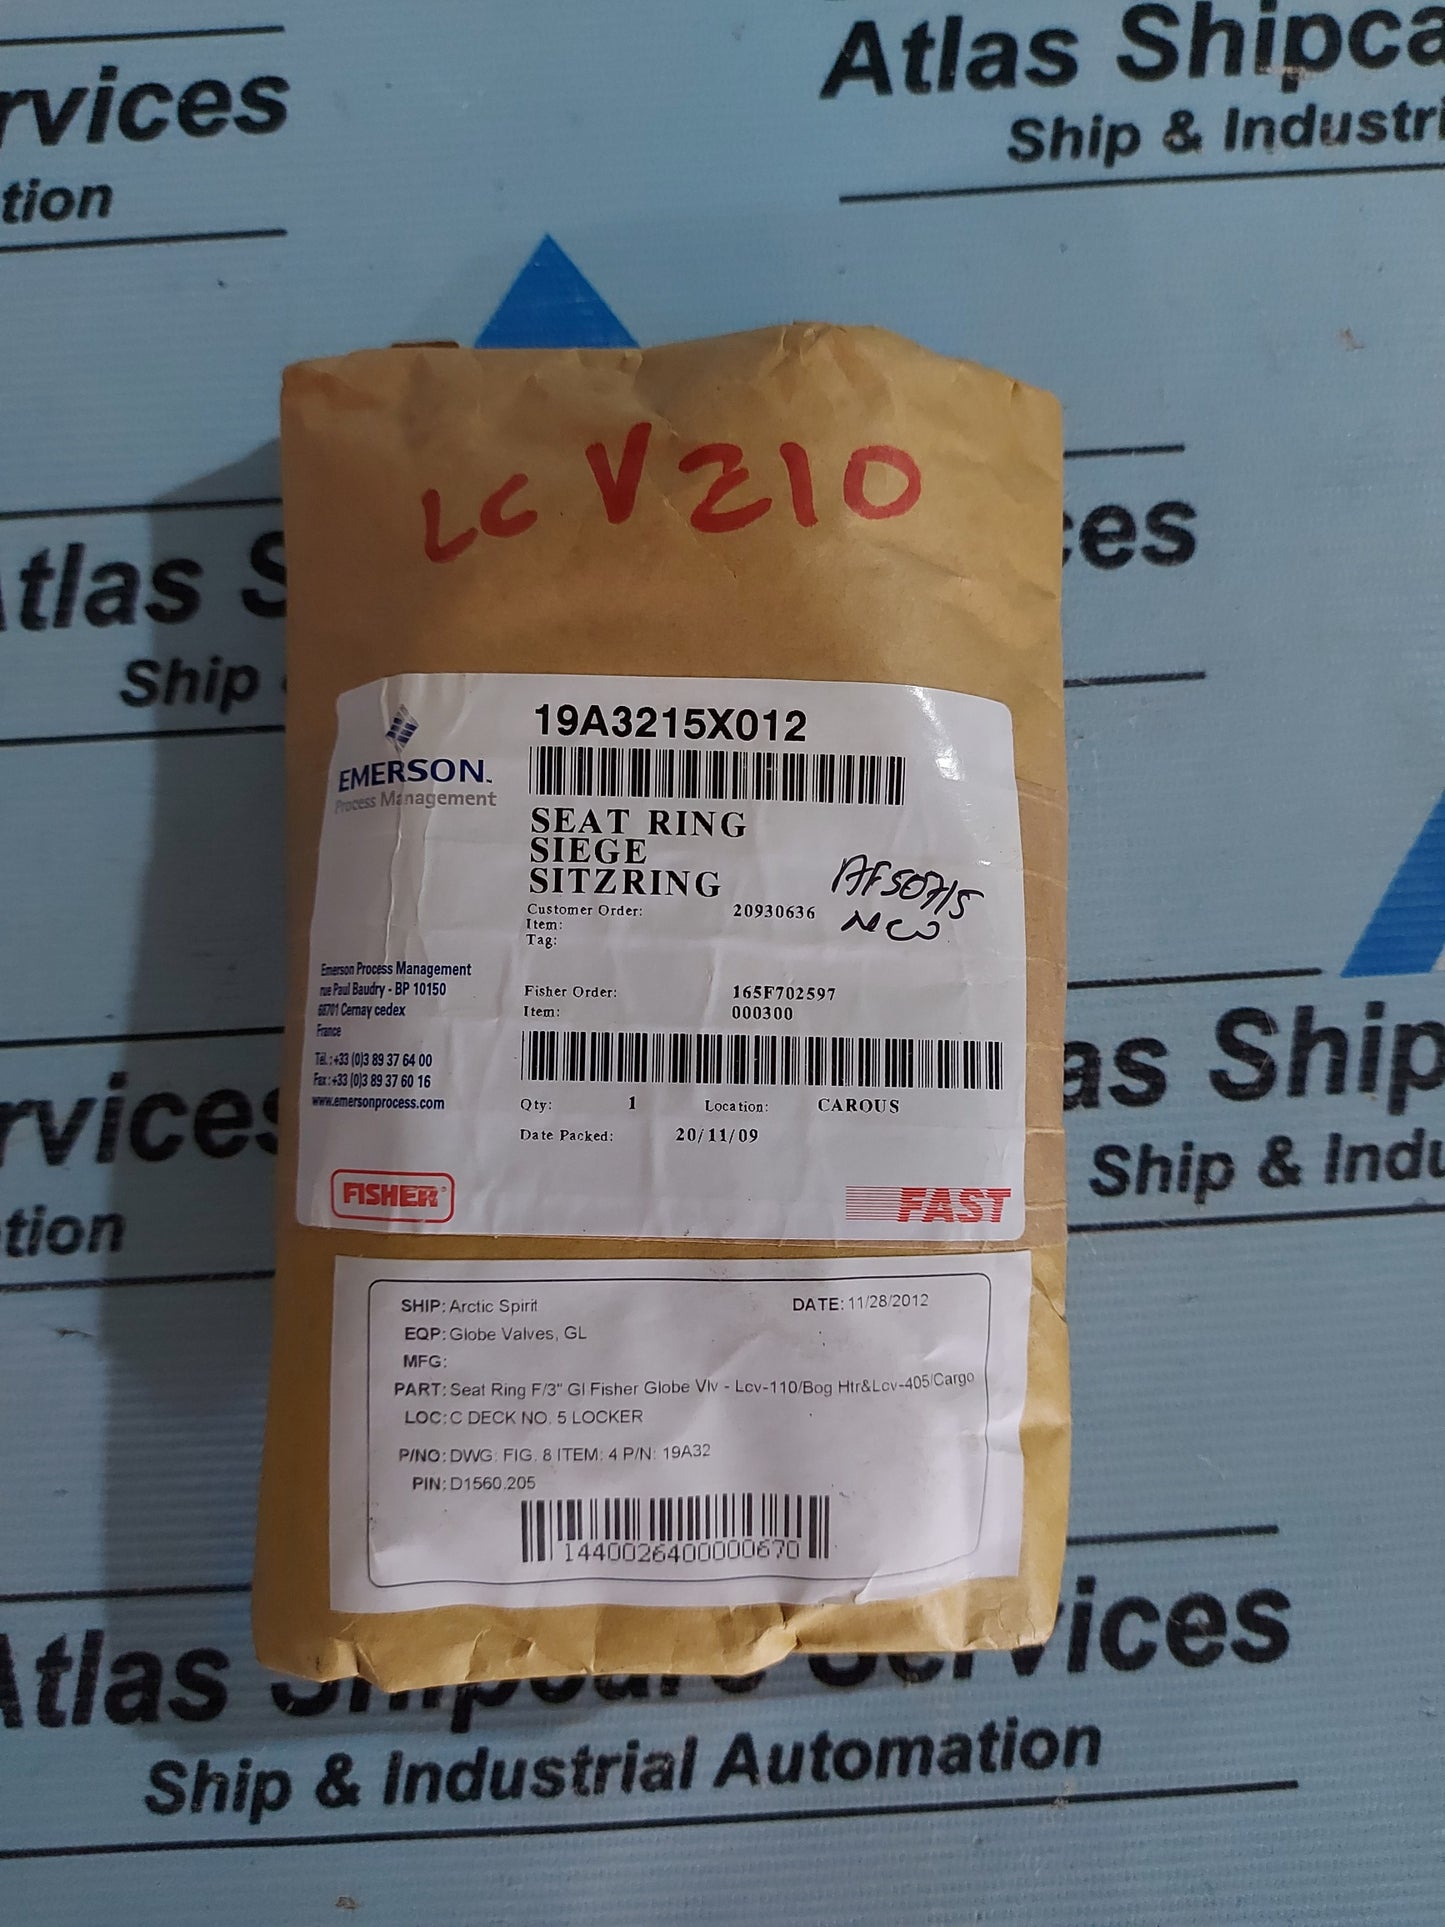 rvices
tion
Atlas Shipca
Ship & Industri
LCV210
tlas S
Ship
ces
EMERSON.
Process Management
19A3215X012
SEAT RING
SIEGE
SITZRING
Customer Order: 20930636
Item:
Tag:
AF50715
Emerson Process Management
rue Paul Baudry - BP 10150
68701 Cernay cedex
France
Tél. : +33 (0)3 89 37 64 00
Fax : +33 (0)3 89 37 60 16
www.emersonprocess.com
Fisher Order: 165F702597
Item: 000300
Qty: 1 Location: CAROUS
Date Packed: 20/11/09
FISHER®
FAST
as Ship
Ship & Indu
rvices
tion
SHIP: Arctic Spirit DATE: 11/28/2012
EQP: Globe Valves, GL
MFG:
PART: Seat Ring F/3" Gl Fisher Globe Vlv - Lcv-110/Bog Htr&Lcv-405/Cargo
LOC: C DECK NO. 5 LOCKER
P/NO: DWG: FIG. 8 ITEM: 4 P/N: 19A32
PIN: D1560.205
14400264000000670
Atlas Shipcare Services
Ship & Industrial Automation